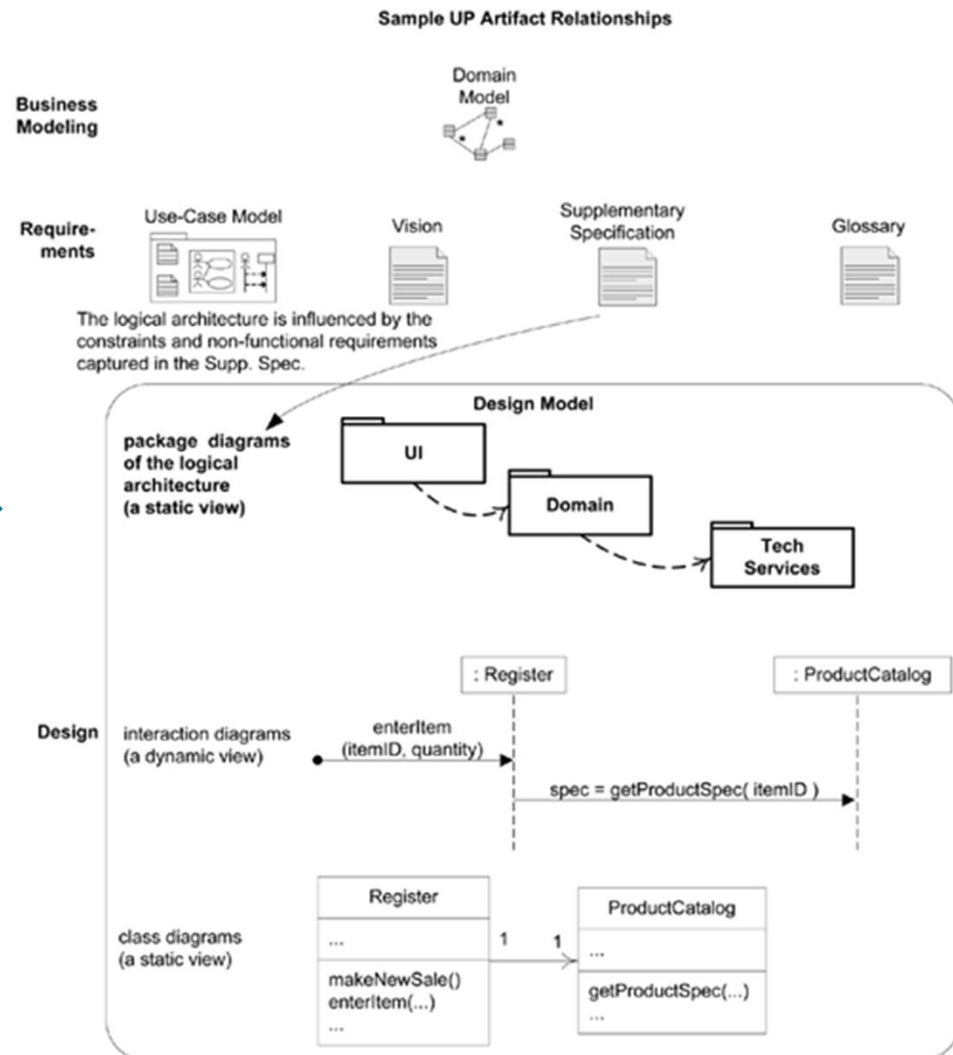 Sample UP Artifact Relationships
Domain
Model
Business
Modeling
Require-
ments
Use-Case Model
Vision
Supplementary
Specification
Glossary
The logical architecture is influenced by the
constraints and non-functional requirements
captured in the Supp. Spec.
Design Model
package diagrams
of the logical
architecture
(a static view)
UI
Domain
Tech
Services
: Register
: ProductCatalog
Design
interaction diagrams
(a dynamic view)
enterItem
(itemID, quantity)
spec = getProductSpec( itemID )
class diagrams
(a static view)
Register
...
makeNewSale()
enterItem(...)
...
1
1
ProductCatalog
...
getProductSpec(...)
...